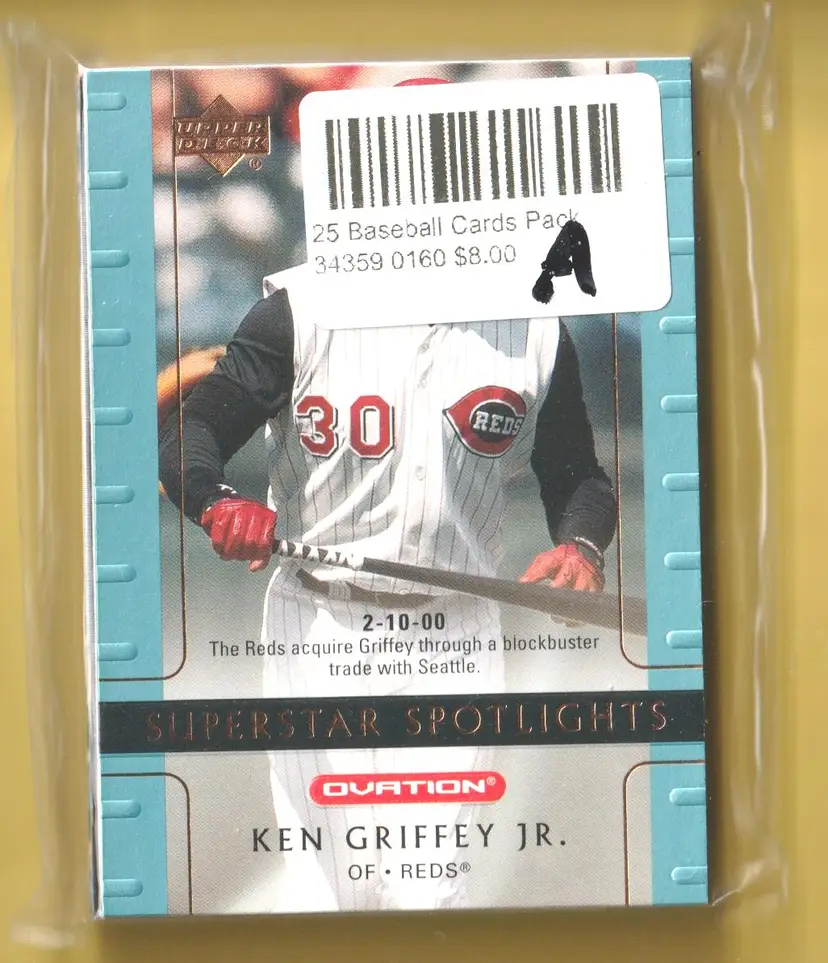 UPPER
DECK®
25 Baseball Cards Pack
34359 0160 $8.00
A
30
REDS
2-10-00
The Reds acquire Griffey through a blockbuster
trade with Seattle.
SUPERSTAR SPOTLIGHTS
OVATION®
KEN GRIFFEY JR.
OF • REDS®